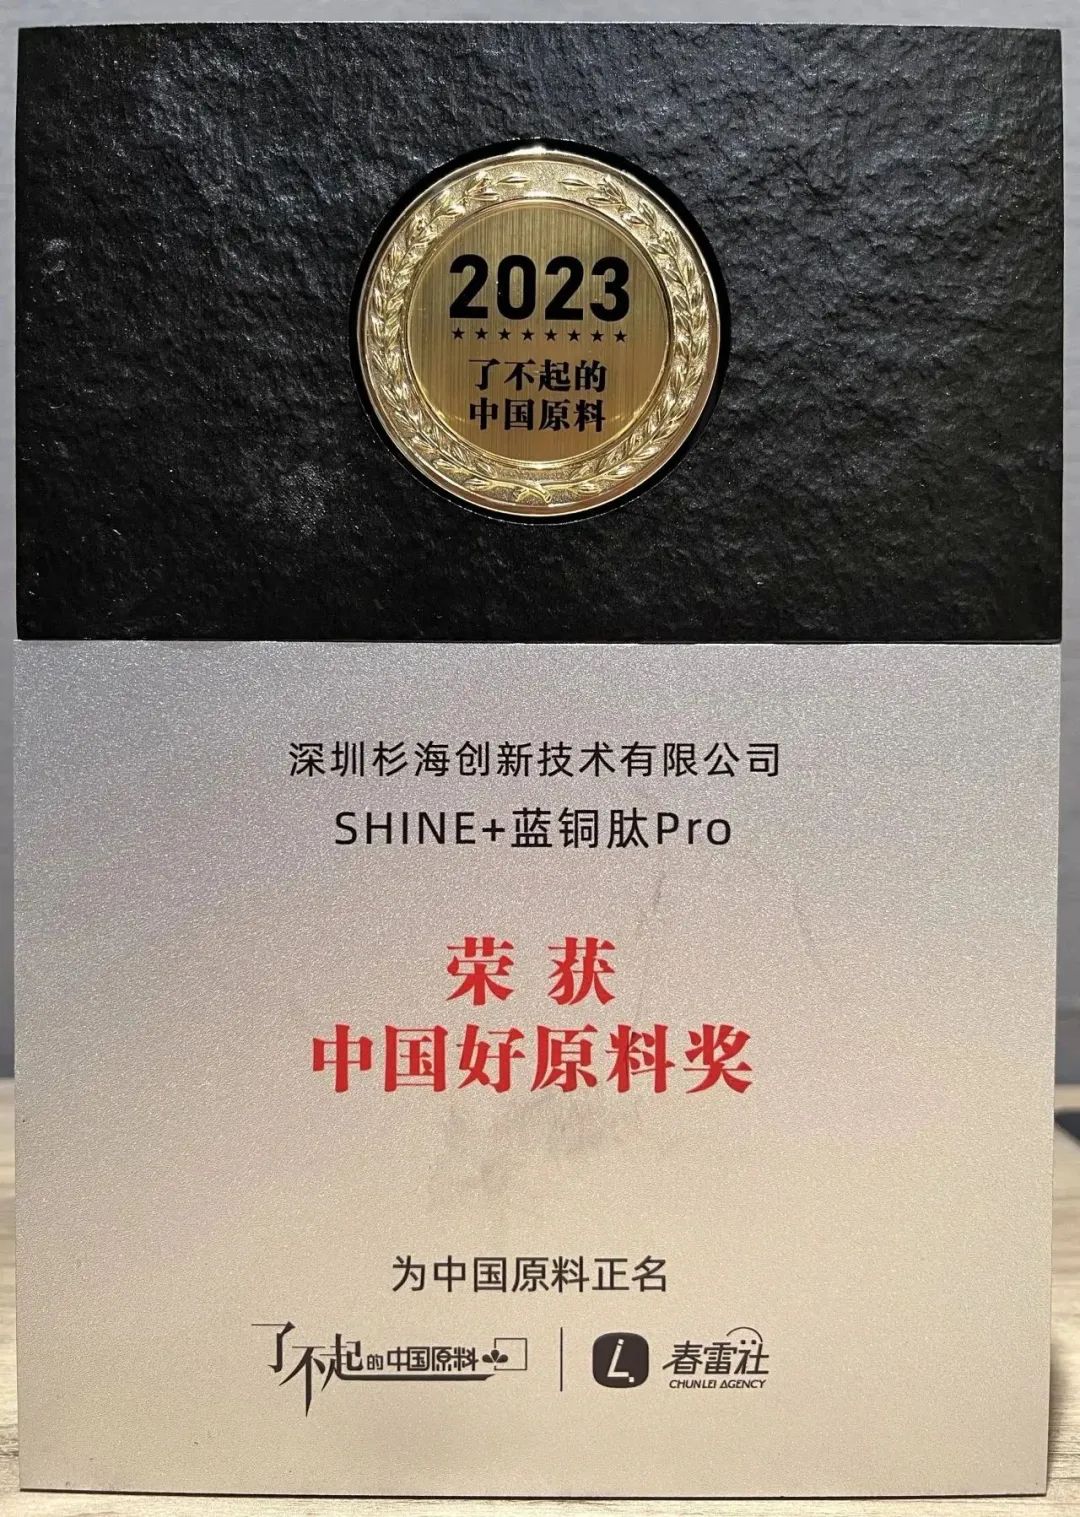 2023
★★★★★★★★
了不起的
中国原料
深圳杉海创新技术有限公司
SHINE+蓝铜肽Pro
荣获
中国好原料奖
为中国原料正名
了不起的中国原料
L.
春雷社
CHUNLEI AGENCY